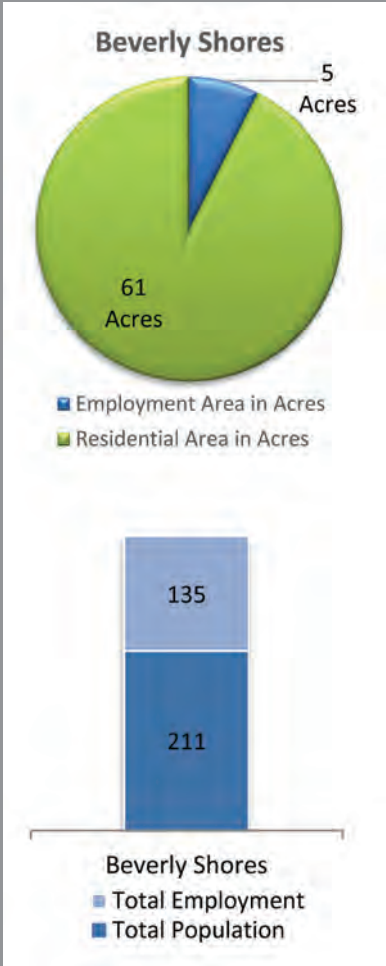 Beverly Shores
5
Acres
61
Acres
Employment Area in Acres
Residential Area in Acres
135
211
Beverly Shores
Total Employment
Total Population